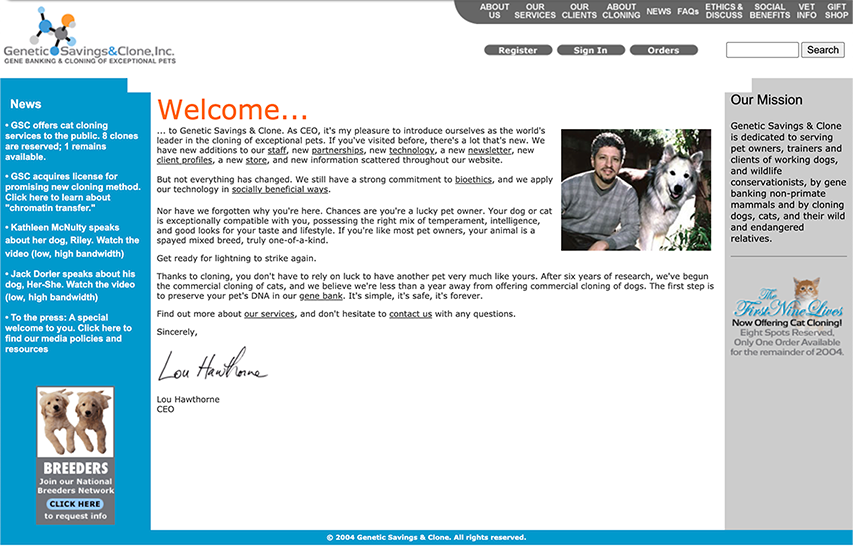 ABOUT US
OUR SERVICES
OUR CLIENTS
ABOUT CLONING
NEWS
FAQs
ETHICS & DISCUSS
SOCIAL BENEFITS
VET INFO
GIFT SHOP
Genetic Savings&Clone,Inc.
GENE BANKING & CLONING OF EXCEPTIONAL PETS
Register
Sign In
Orders
Search
News
• GSC offers cat cloning
services to the public. 8 clones
are reserved; 1 remains
available.
• GSC acquires license for
promising new cloning method.
Click here to learn about
"chromatin transfer."
• Kathleen McNulty speaks
about her dog, Riley. Watch the
video (low, high bandwidth)
• Jack Dorler speaks about his
dog, Her-She. Watch the video
(low, high bandwidth)
• To the press: A special
welcome to you. Click here to
find our media policies and
resources
BREEDERS
Join our National
Breeders Network
CLICK HERE
to request info
Welcome...
... to Genetic Savings & Clone. As CEO, it's my pleasure to introduce ourselves as the world's
leader in the cloning of exceptional pets. If you've visited before, there's a lot that's new. We
have new additions to our staff, new partnerships, new technology, a new newsletter, new
client profiles, a new store, and new information scattered throughout our website.
But not everything has changed. We still have a strong commitment to bioethics, and we apply
our technology in socially beneficial ways.
Nor have we forgotten why you're here. Chances are you're a lucky pet owner. Your dog or cat
is exceptionally compatible with you, possessing the right mix of temperament, intelligence,
and good looks for your taste and lifestyle. If you're like most pet owners, your animal is a
spayed mixed breed, truly one-of-a-kind.
Get ready for lightning to strike again.
Thanks to cloning, you don't have to rely on luck to have another pet very much like yours. After six years of research, we've begun
the commercial cloning of cats, and we believe we're less than a year away from offering commercial cloning of dogs. The first step is
to preserve your pet's DNA in our gene bank. It's simple, it's safe, it's forever.
Find out more about our services, and don't hesitate to contact us with any questions.
Sincerely,
Lou Hawthorne
Lou Hawthorne
CEO
Our Mission
Genetic Savings & Clone
is dedicated to serving
pet owners, trainers and
clients of working dogs,
and wildlife
conservationists, by gene
banking non-primate
mammals and by cloning
dogs, cats, and their wild
and endangered
relatives.
The
First Nine Lives
Now Offering Cat Cloning!
Eight Spots Reserved,
Only One Order Available
for the remainder of 2004.
© 2004 Genetic Savings & Clone. All rights reserved.